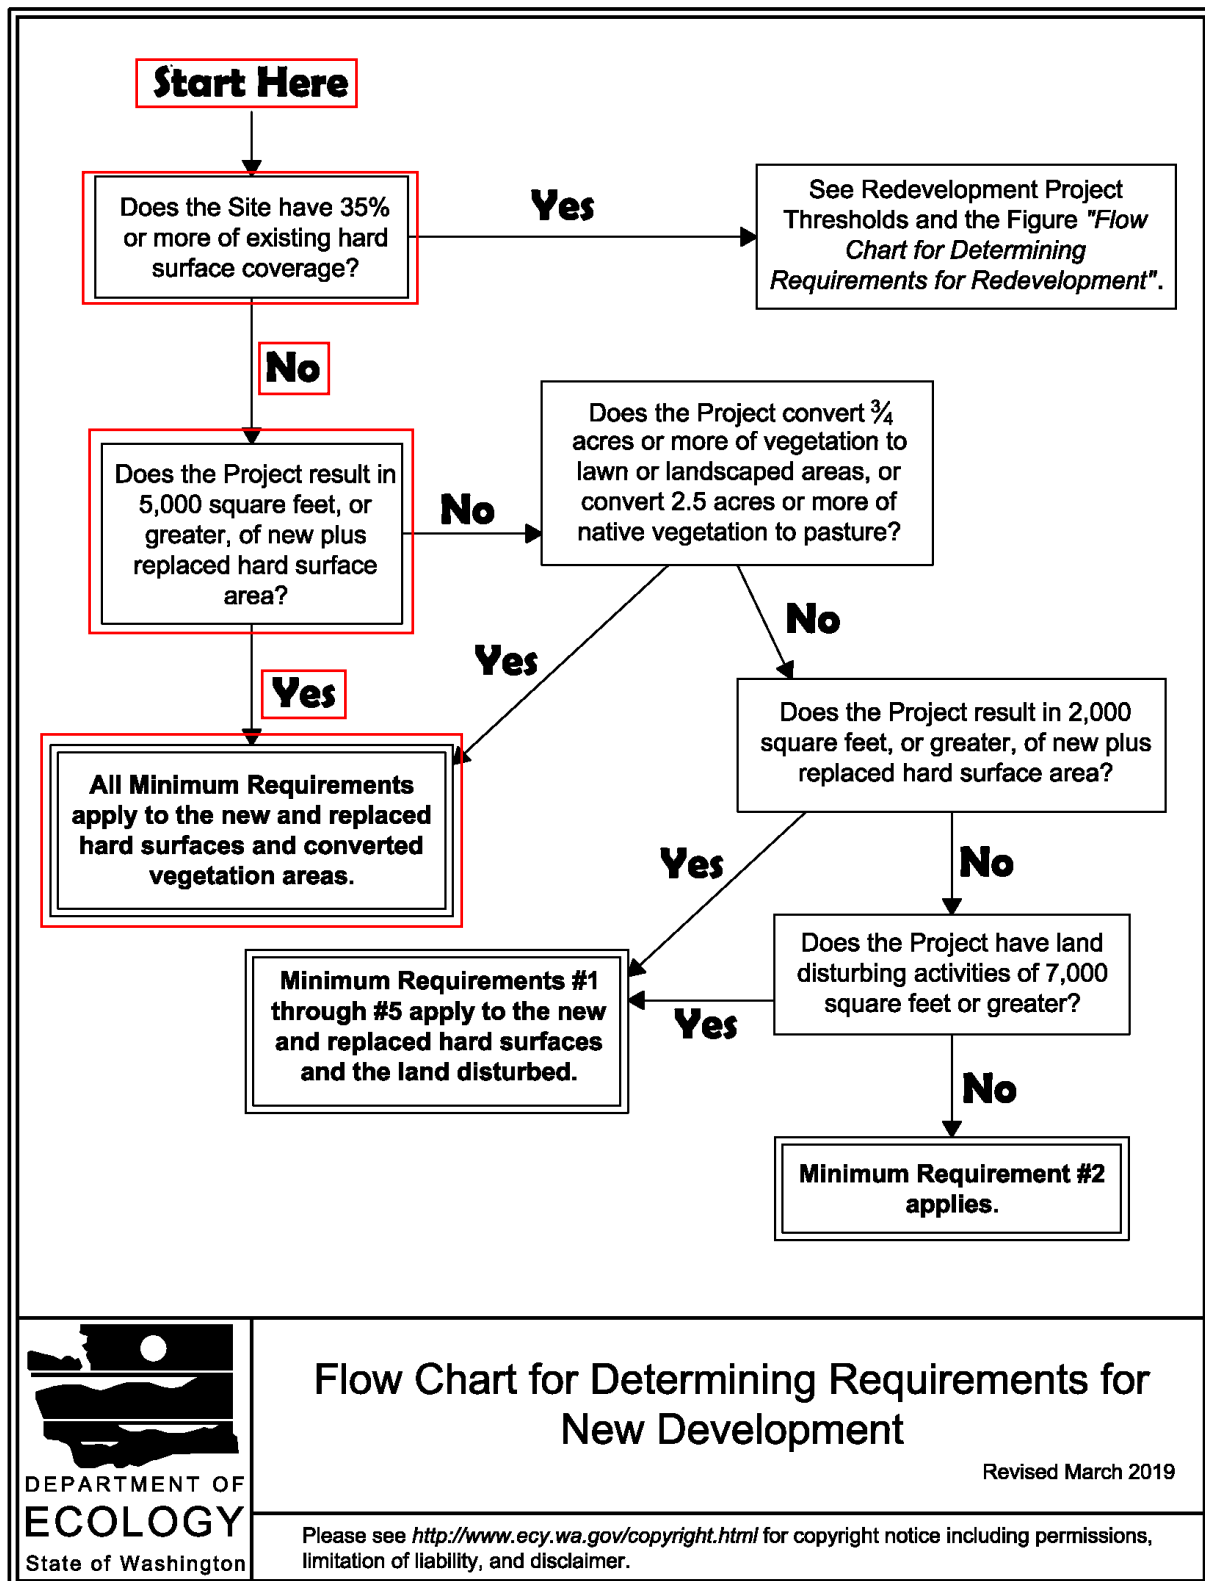 Start Here
Does the Site have 35%
or more of existing hard
surface coverage?
Yes
See Redevelopment Project
Thresholds and the Figure "Flow
Chart for Determining
Requirements for Redevelopment".
No
Does the Project result in
5,000 square feet, or
greater, of new plus
replaced hard surface
area?
No
Does the Project convert ¾
acres or more of vegetation to
lawn or landscaped areas, or
convert 2.5 acres or more of
native vegetation to pasture?
Yes
Yes
No
All Minimum Requirements
apply to the new and replaced
hard surfaces and converted
vegetation areas.
Does the Project result in 2,000
square feet, or greater, of new plus
replaced hard surface area?
Yes
No
Minimum Requirements #1
through #5 apply to the new
and replaced hard surfaces
and the land disturbed.
Yes
Does the Project have land
disturbing activities of 7,000
square feet or greater?
No
Minimum Requirement #2
applies.
DEPARTMENT OF
ECOLOGY
State of Washington
Flow Chart for Determining Requirements for
New Development
Revised March 2019
Please see http://www.ecy.wa.gov/copyright.html for copyright notice including permissions,
limitation of liability, and disclaimer.